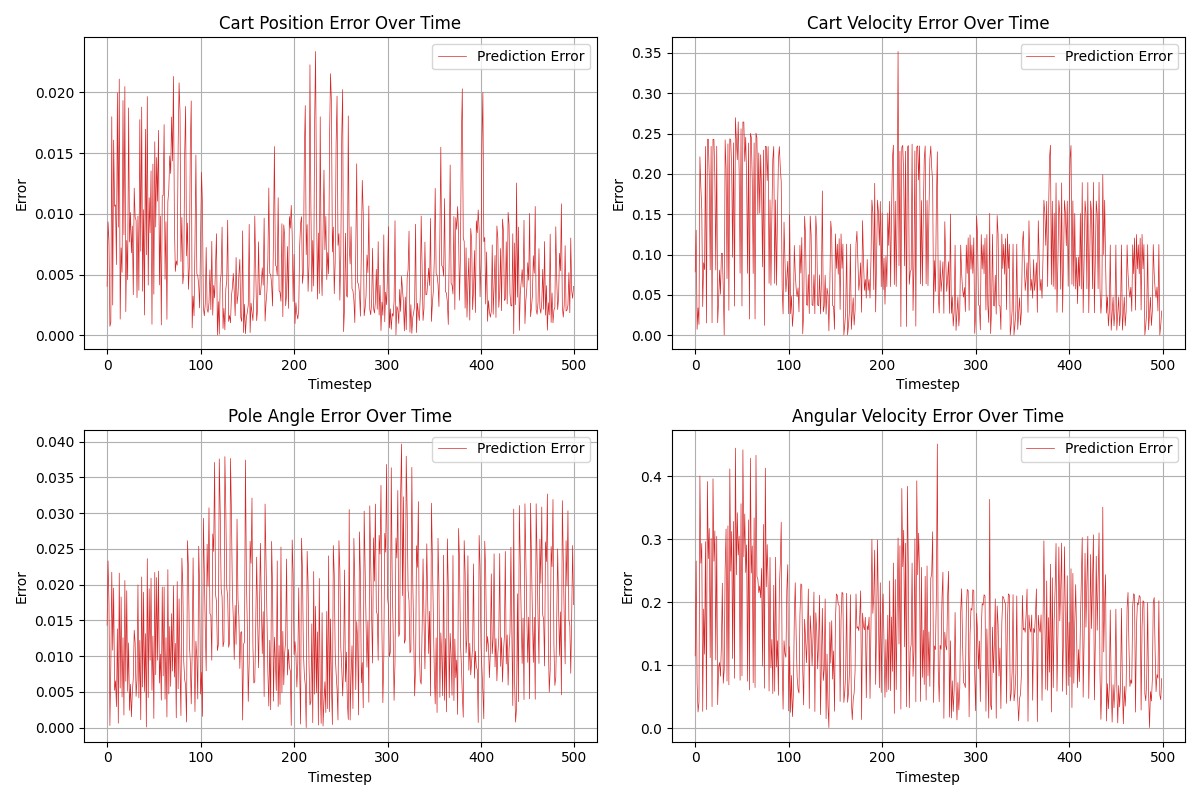 Cart Position Error Over Time
Prediction Error
Error
0.020
0.015
0.010
0.005
0.000
0 100 200 300 400 500
Timestep
Cart Velocity Error Over Time
Prediction Error
Error
0.35
0.30
0.25
0.20
0.15
0.10
0.05
0.00
0 100 200 300 400 500
Timestep
Pole Angle Error Over Time
Prediction Error
Error
0.040
0.035
0.030
0.025
0.020
0.015
0.010
0.005
0.000
0 100 200 300 400 500
Timestep
Angular Velocity Error Over Time
Prediction Error
Error
0.4
0.3
0.2
0.1
0.0
0 100 200 300 400 500
Timestep